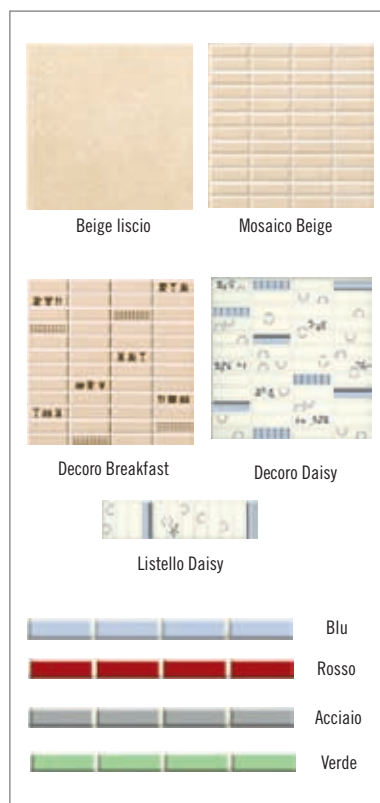 Beige liscio
Mosaico Beige
Decoro Breakfast
Decoro Daisy
Listello Daisy
Blu
Rosso
Acciaio
Verde